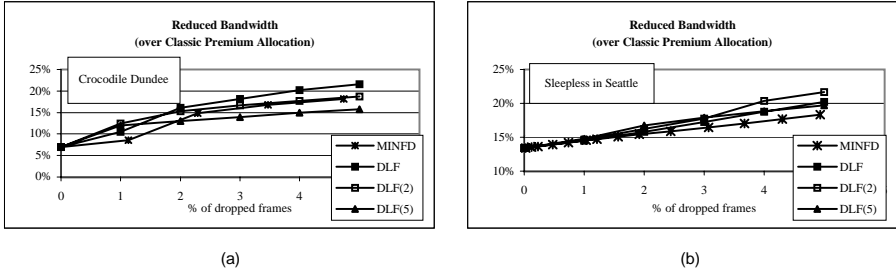 Reduced Bandwidth
(over Classic Premium Allocation)
Crocodile Dundee
25%
20%
15%
10%
5%
0%
0 1 2 3 4
% of dropped frames
MINFD
DLF
DLF(2)
DLF(5)
(a)
Reduced Bandwidth
(over Classic Premium Allocation)
Sleepless in Seattle
25%
20%
15%
10%
0 1 2 3 4
% of dropped frames
MINFD
DLF
DLF(2)
DLF(5)
(b)